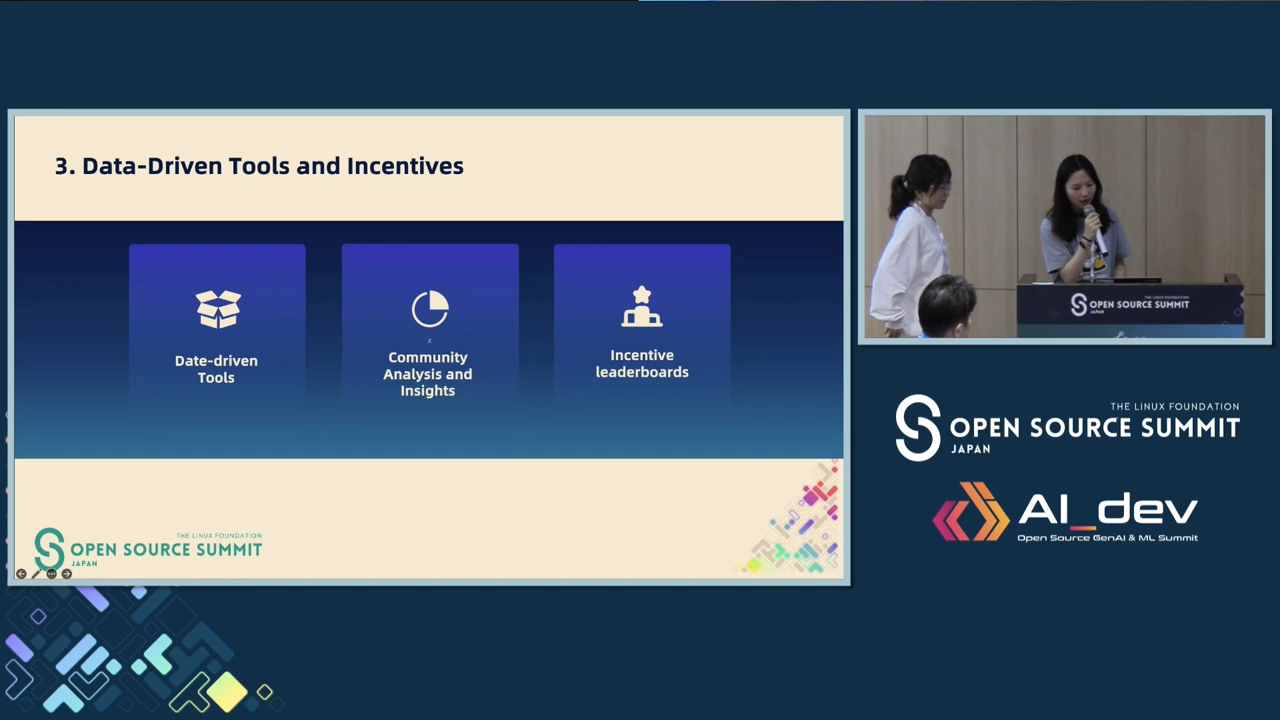 3. Data-Driven Tools and Incentives
Date-driven
Tools
2
Community
Analysis and
Insights
Incentive
leaderboards
THE LINUX FOUNDATION
OPEN SOURCE SUMMIT
JAPAN
THE LINUX FOUNDATION
OPEN SOURCE SUMMIT
JAPAN
THE LINUX FOUNDATION
OPEN SOURCE SUMMIT
JAPAN
AI_dev
Open Source GenAI & ML Summit